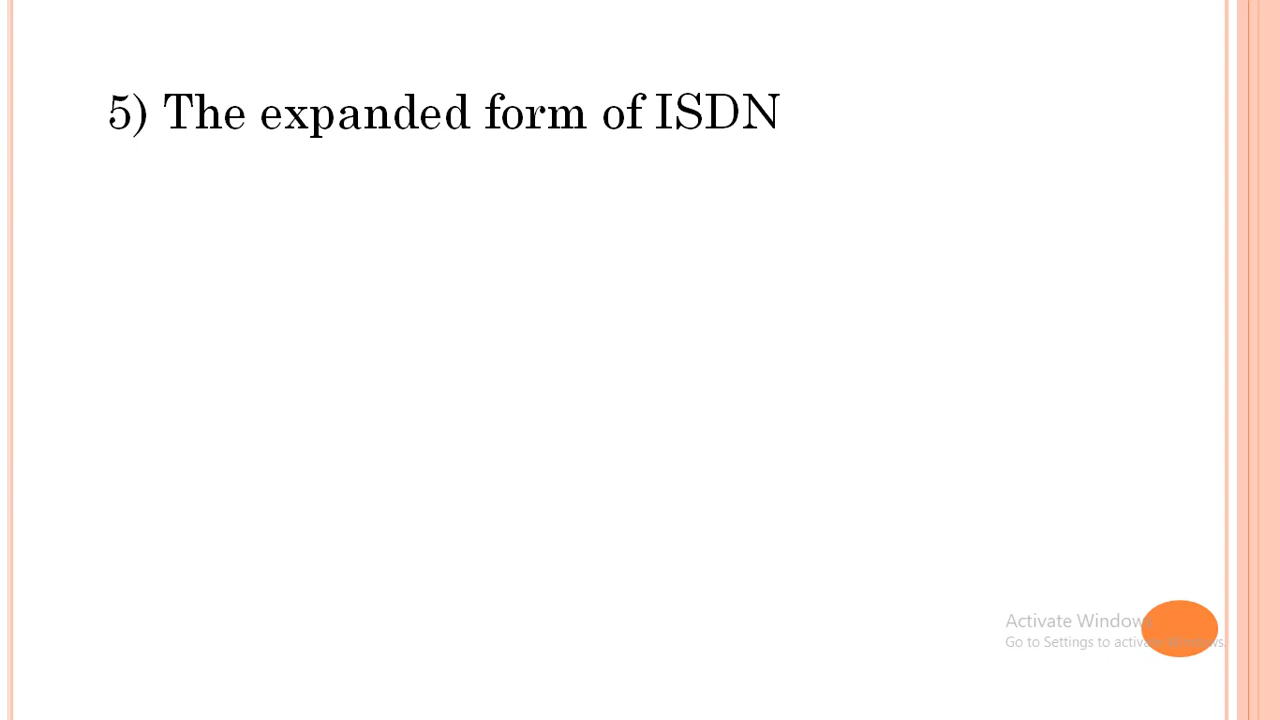 5) The expanded form of ISDN
Activate Windows
Go to Settings to activate Windows.